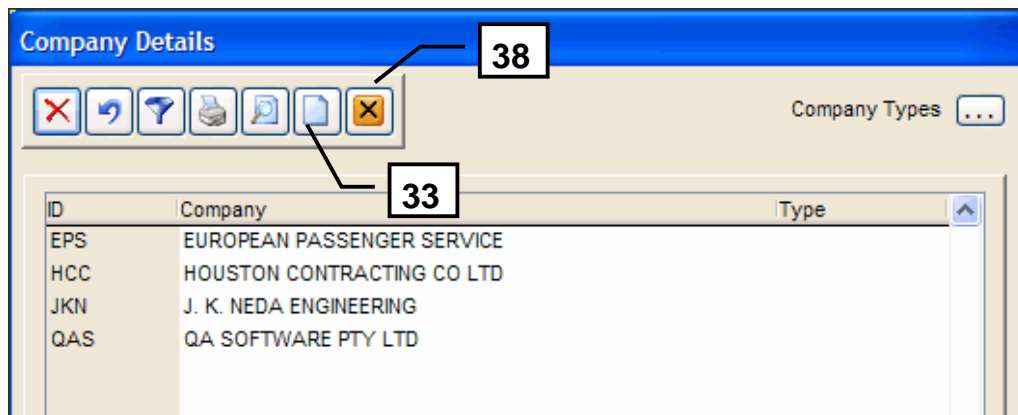 Company Details
38
Company Types ...
33
ID Company Type
EPS EUROPEAN PASSENGER SERVICE
HCC HOUSTON CONTRACTING CO LTD
JKN J. K. NEDA ENGINEERING
QAS QA SOFTWARE PTY LTD